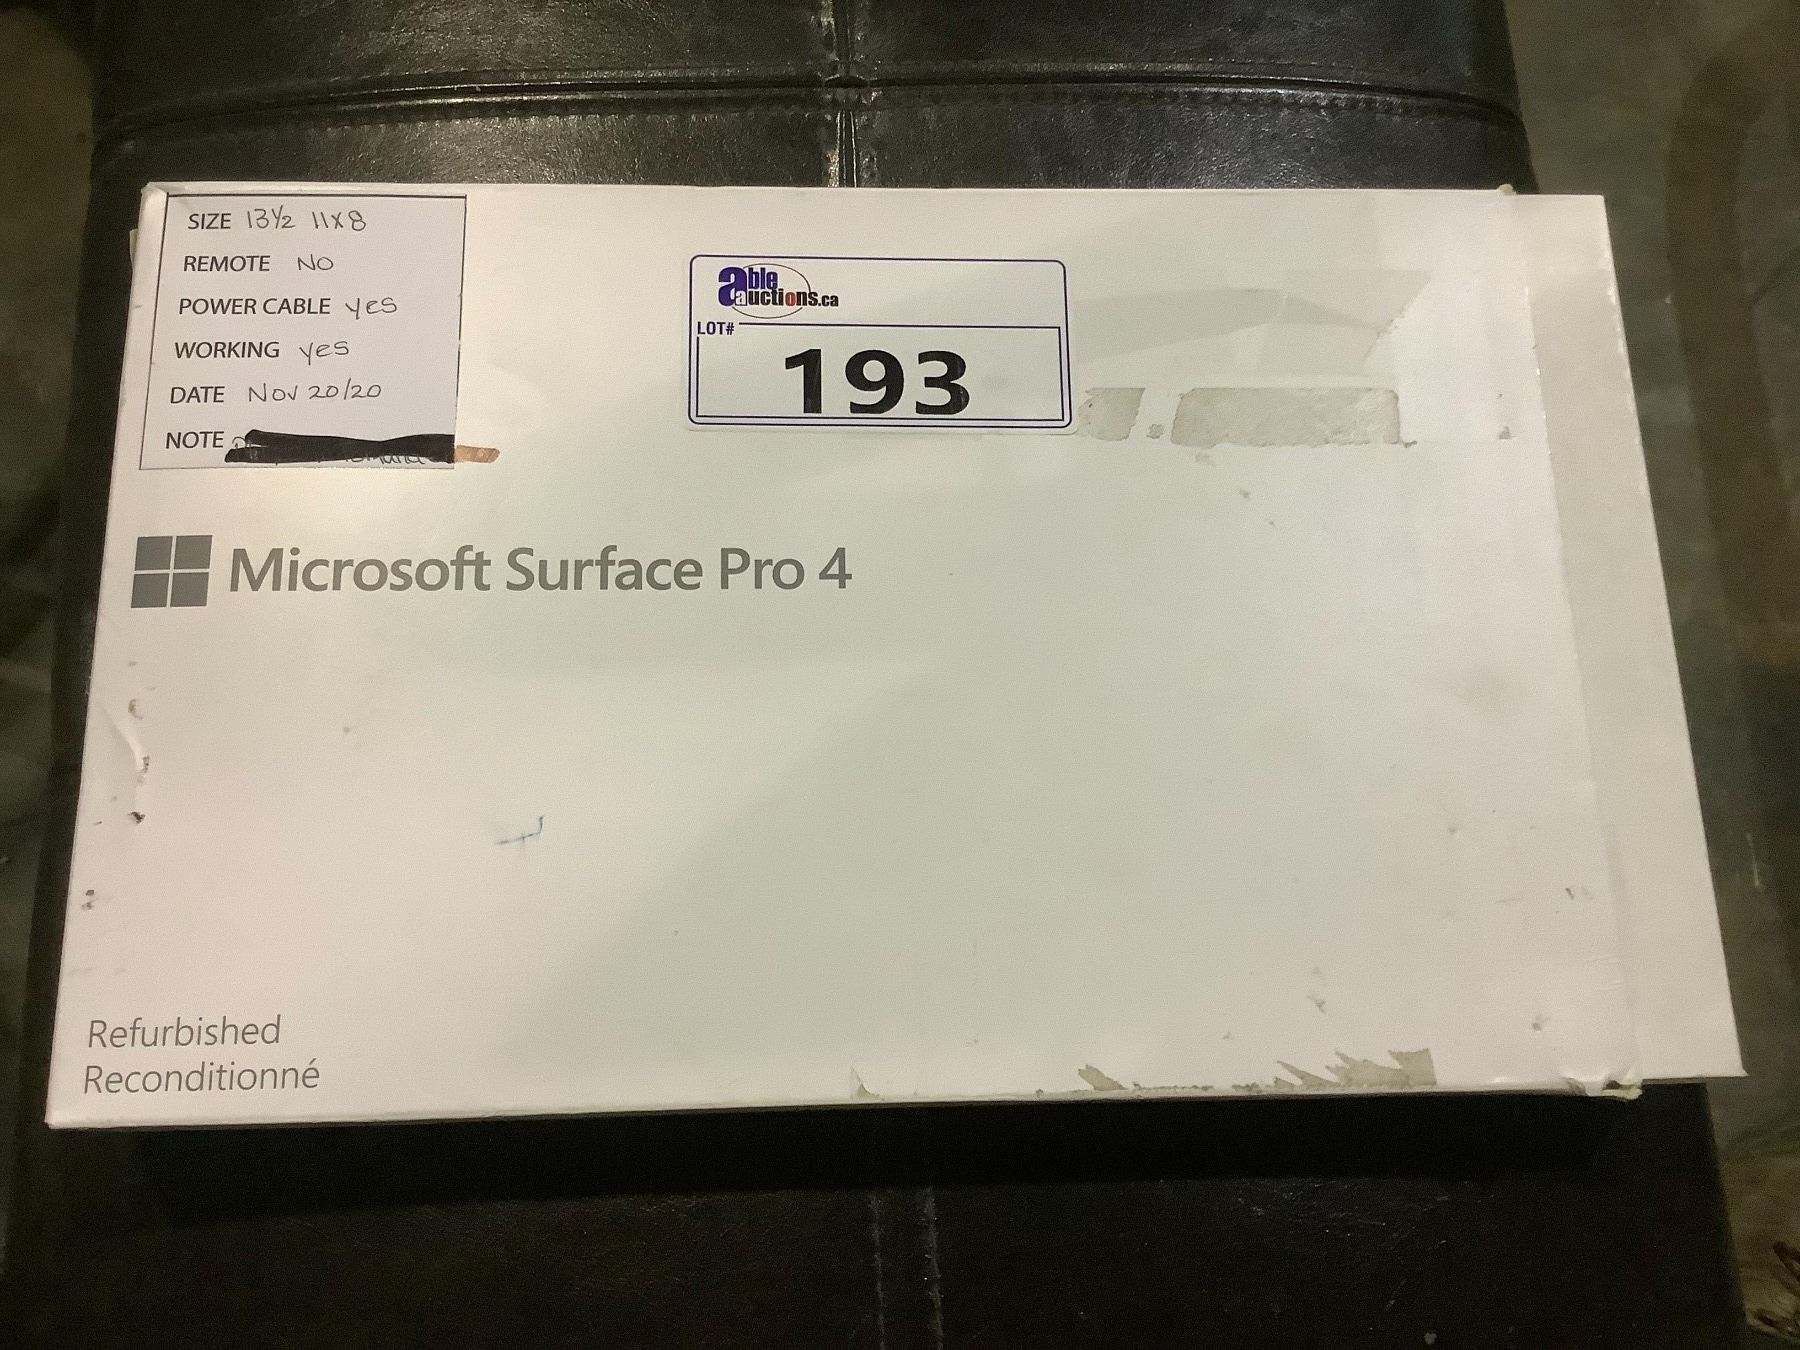 SIZE 13½ 11x8
REMOTE NO
POWER CABLE yes
WORKING yes
DATE Nov 20/20
NOTE
able auctions.ca
LOT#
193
Microsoft Surface Pro 4
Refurbished
Reconditionné